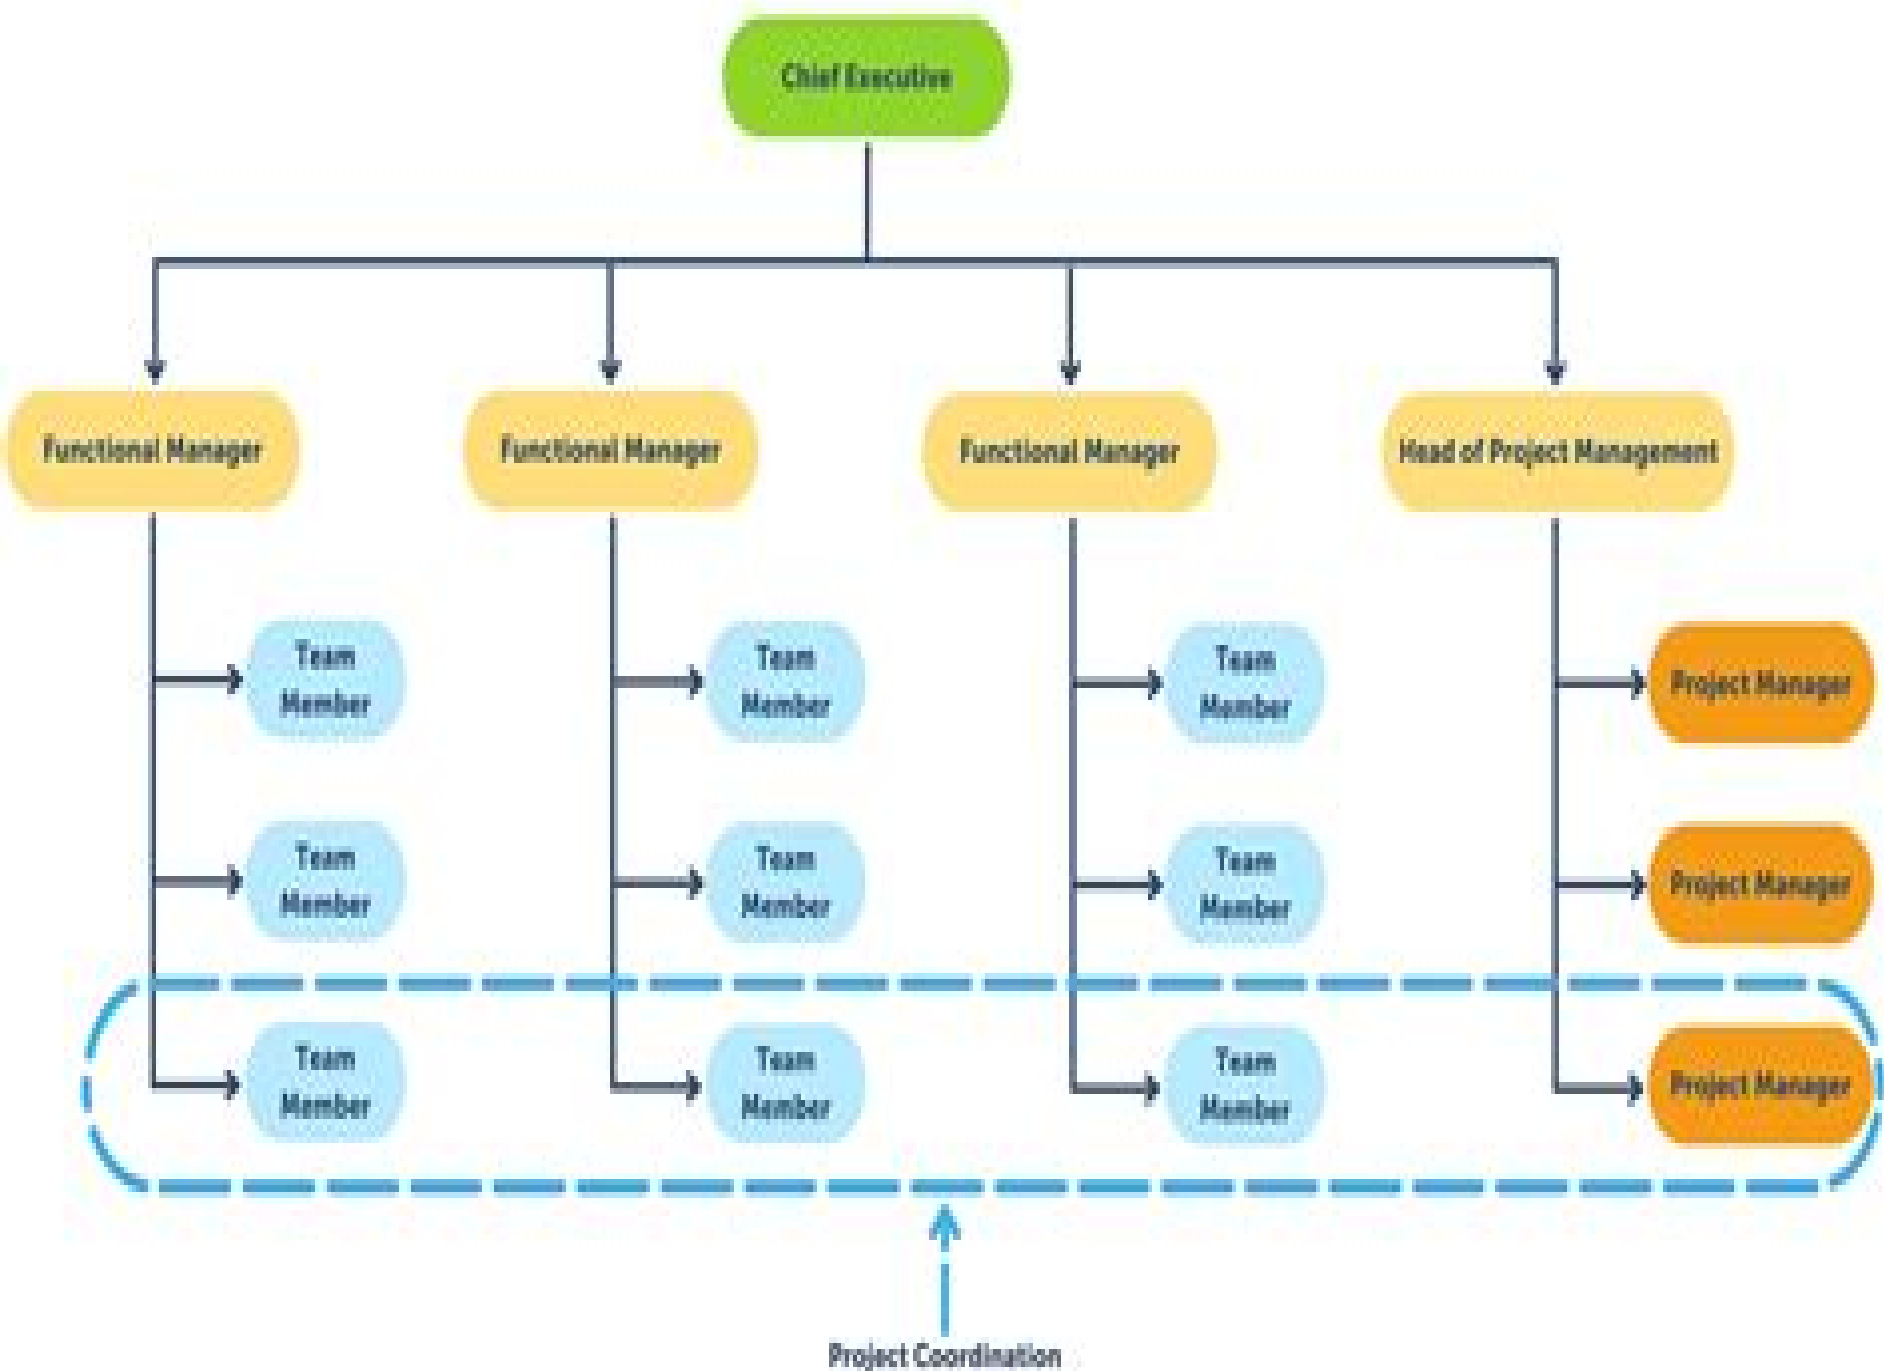 Chief Executive
Functional Manager
Functional Manager
Functional Manager
Head of Project Management
Team
Member
Team
Member
Team
Member
Project Manager
Team
Member
Team
Member
Team
Member
Project Manager
Team
Member
Team
Member
Team
Member
Project Manager
Project Coordination